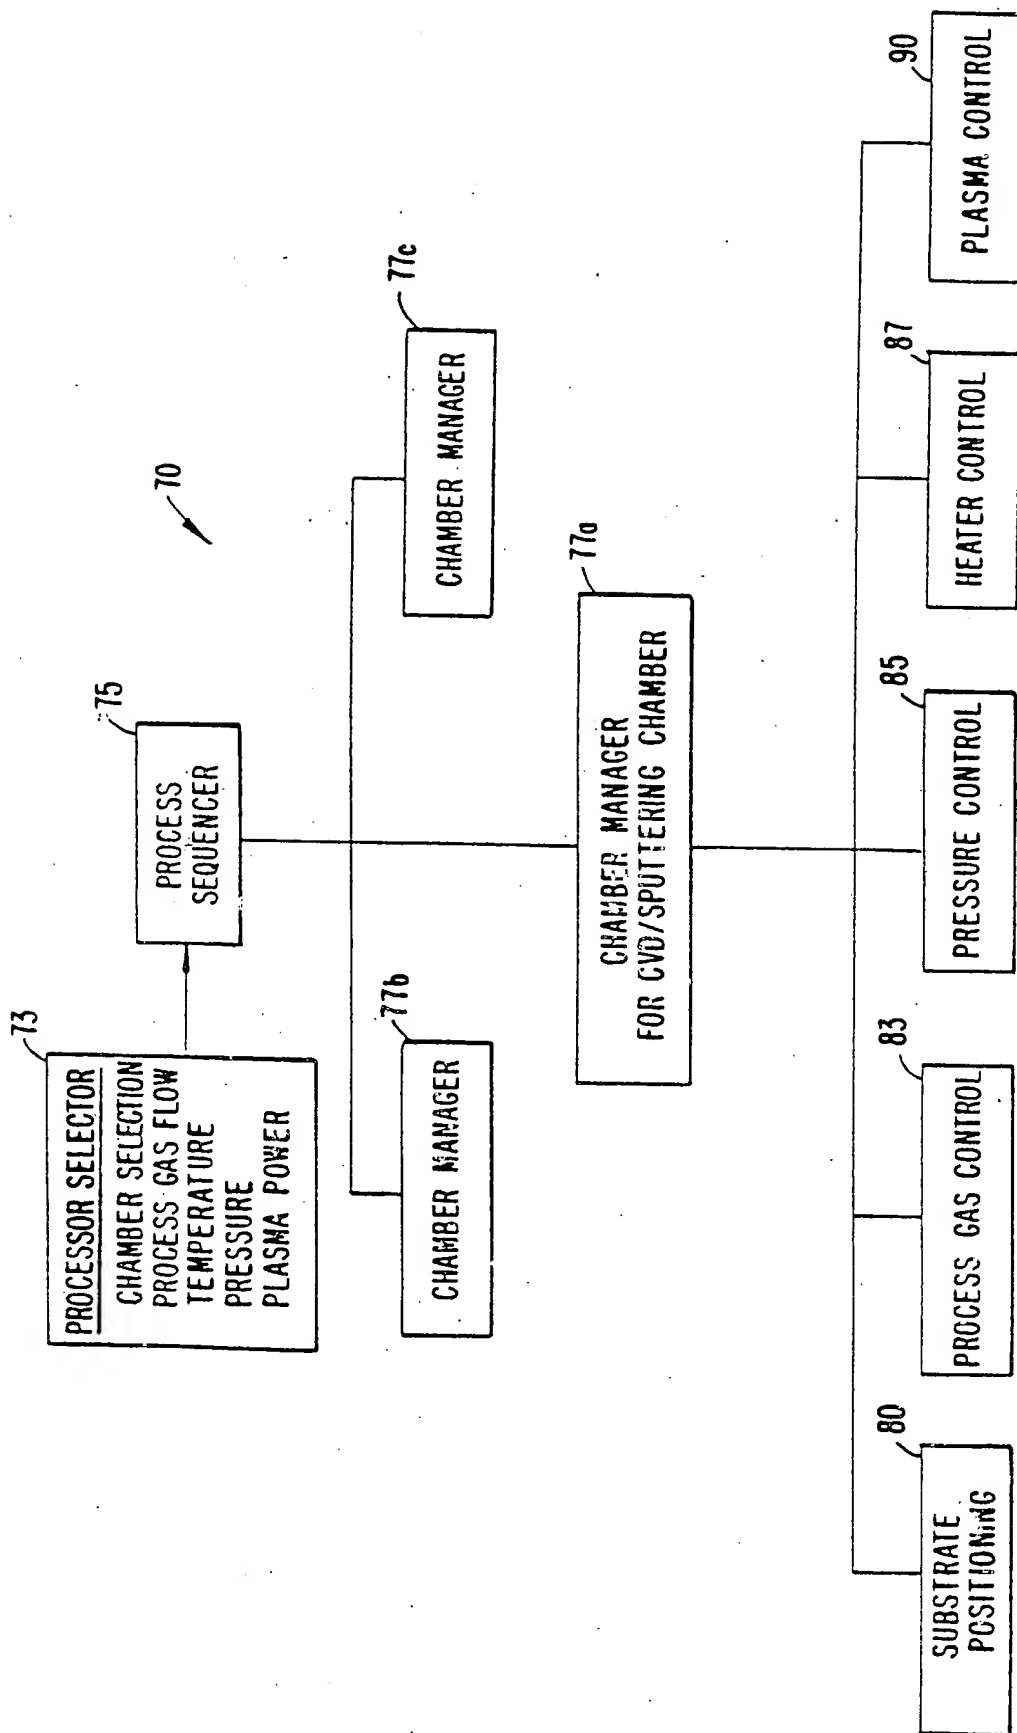 73
PROCESSOR SELECTOR
CHAMBER SELECTION
PROCESS GAS FLOW
TEMPERATURE
PRESSURE
PLASMA POWER
75
PROCESS
SEQUENCER
70
77b
CHAMBER MANAGER
77c
CHAMBER MANAGER
77a
CHAMBER MANAGER
FOR CVD/SPUTTERING CHAMBER
80
SUBSTRATE
POSITIONING
83
PROCESS GAS CONTROL
85
PRESSURE CONTROL
87
HEATER CONTROL
90
PLASMA CONTROL